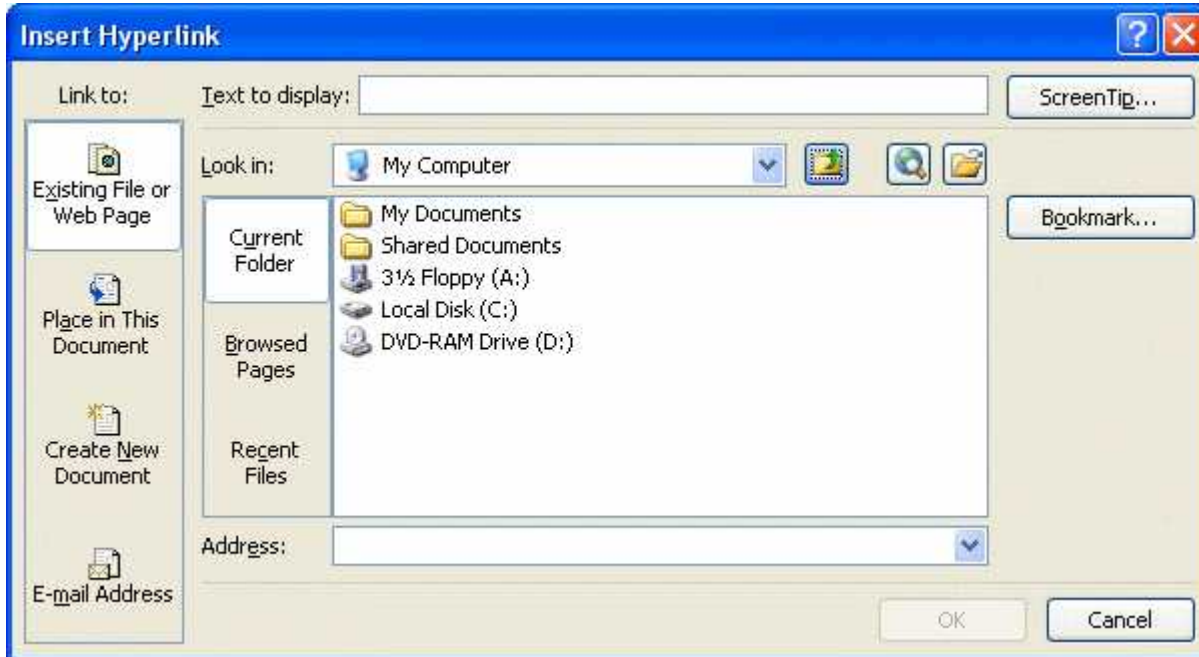 Insert Hyperlink
Link to:
Text to display:
ScreenTip...
Existing File or
Web Page
Look in:
My Computer
Bookmark...
Current
Folder
My Documents
Shared Documents
3½ Floppy (A:)
Local Disk (C:)
DVD-RAM Drive (D:)
Place in This
Document
Browsed
Pages
Create New
Document
Recent
Files
Address:
E-mail Address
OK
Cancel